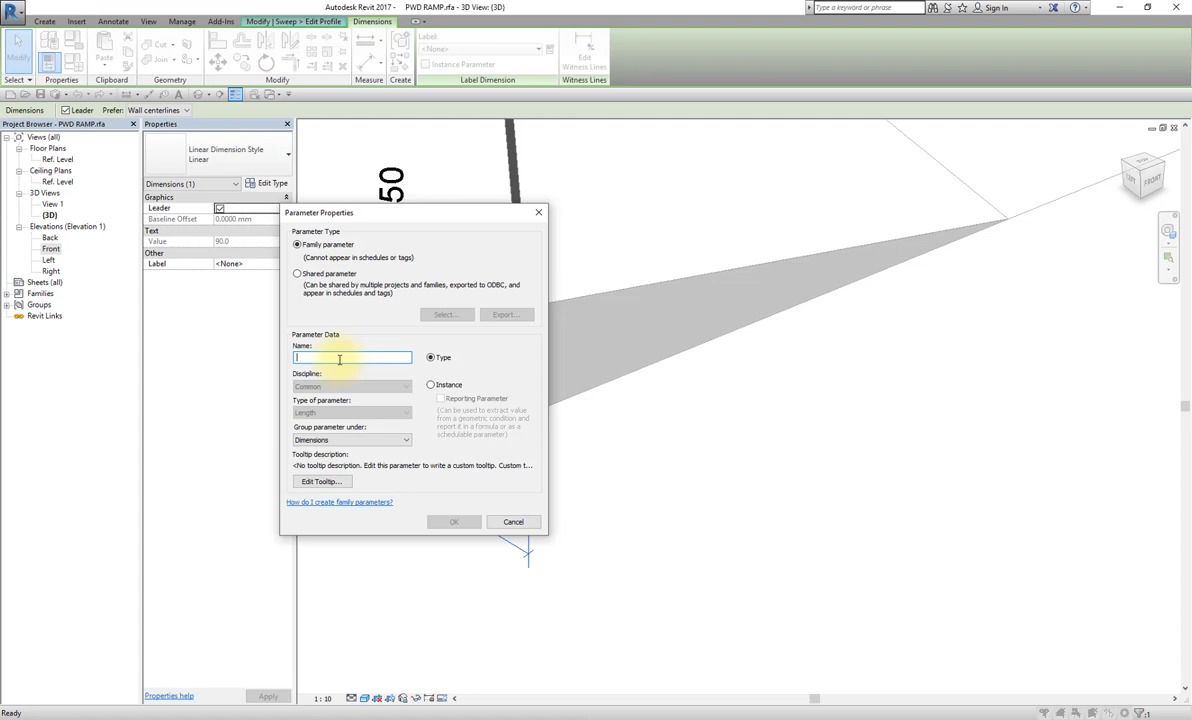 Autodesk Revit 2017 - PWD RAMP.rfa - 3D View: {3D}
Type a keyword or phrase
Sign In
Create Insert Annotate View Manage Add-Ins Modify | Sweep > Edit Profile Dimensions
Modify
Paste
Cut
Join
Label:
<None>
Instance Parameter
Edit
Witness Lines
Select Properties Clipboard Geometry Modify Measure Create Label Dimension Witness Lines
Dimensions Leader Prefer: Wall centerlines
Project Browser - PWD RAMP.rfa
Views (all)
Floor Plans
Ref. Level
Ceiling Plans
Ref. Level
3D Views
View 1
{3D}
Elevations (Elevation 1)
Back
Front
Left
Right
Sheets (all)
Families
Groups
Revit Links
Properties
Linear Dimension Style
Linear
Dimensions (1) Edit Type
Graphics
Leader
Baseline Offset 0.0000 mm
Text
Value 90.0
Other
Label <None>
Properties help Apply
50
LEFT FRONT
Parameter Properties
Parameter Type
Family parameter
(Cannot appear in schedules or tags)
Shared parameter
(Can be shared by multiple projects and families, exported to ODBC, and
appear in schedules and tags)
Select... Export...
Parameter Data
Name:
Type
Discipline:
Common
Instance
Reporting Parameter
(Can be used to extract value
from a geometric condition and
report it in a formula or as a
schedulable parameter)
Type of parameter:
Length
Group parameter under:
Dimensions
Tooltip description:
<No tooltip description. Edit this parameter to write a custom tooltip. Custom t...
Edit Tooltip...
How do I create family parameters?
OK Cancel
1 : 10
Ready
:1